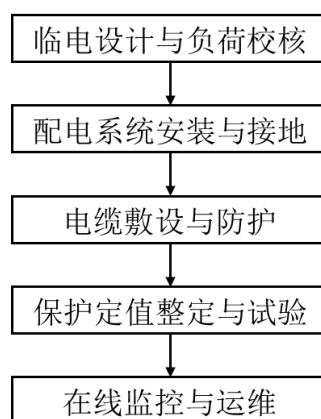 临电设计与负荷校核
配电系统安装与接地
电缆敷设与防护
保护定值整定与试验
在线监控与运维